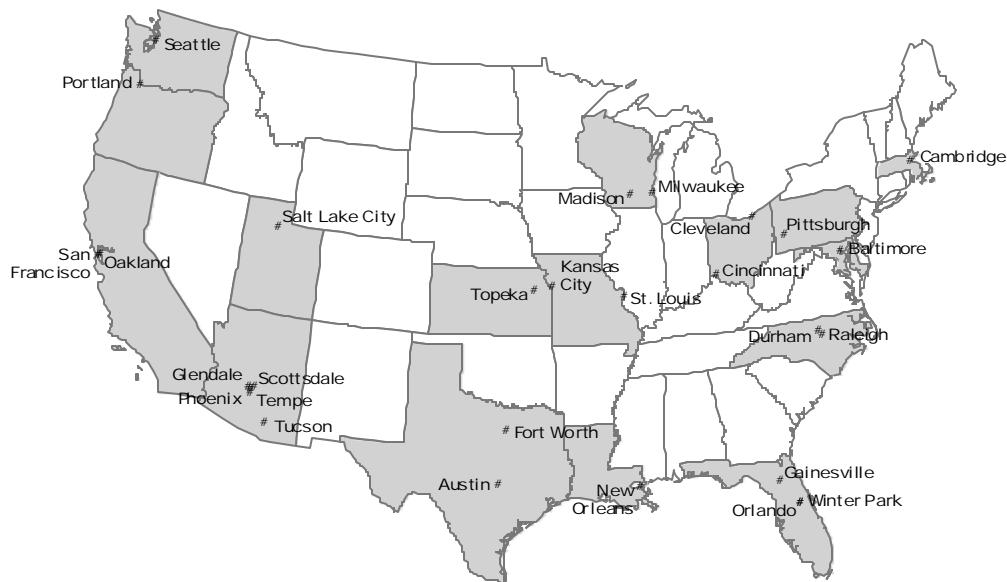 Seattle
Portland
Cambridge
Madison
Milwaukee
Salt Lake City
Cleveland
Pittsburgh
Baltimore
San
Francisco
Oakland
Kansas
City
Cincinnati
Topeka
St. Louis
Durham
Raleigh
Glendale
Scottsdale
Phoenix
Tempe
Tucson
Fort Worth
Gainesville
Austin
New
Orleans
Orlando
Winter Park